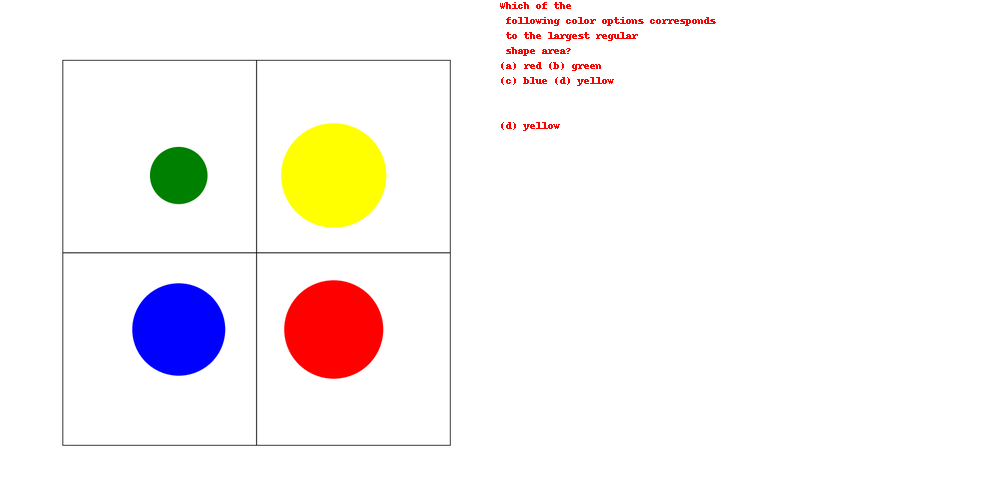 Which of the
following color options corresponds
to the largest regular
shape area?
(a) red (b) green
(c) blue (d) yellow
(d) yellow